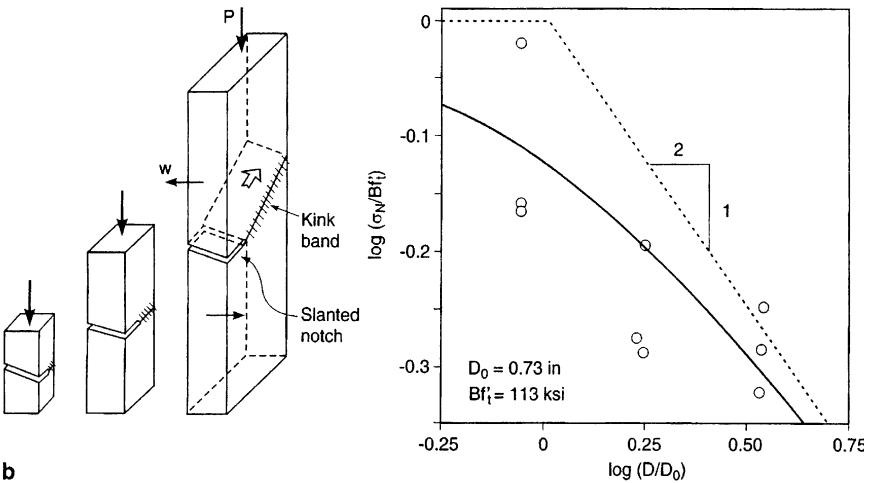 P
w
Kink
band
Slanted
notch
b
log (σN/Bf't)
0
-0.1
-0.2
-0.3
2
1
D₀ = 0.73 in
Bf't = 113 ksi
-0.25
0
0.25
0.50
0.75
log (D/D₀)